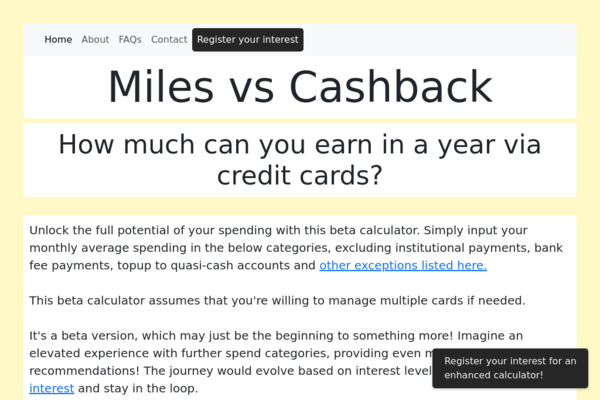 Home About FAQs Contact Register your interest
Miles vs Cashback
How much can you earn in a year via
credit cards?
Unlock the full potential of your spending with this beta calculator. Simply input your
monthly average spending in the below categories, excluding institutional payments, bank
fee payments, topup to quasi-cash accounts and other exceptions listed here.
This beta calculator assumes that you're willing to manage multiple cards if needed.
It's a beta version, which may just be the beginning to something more! Imagine an
elevated experience with further spend categories, providing even
recommendations! The journey would evolve based on interest
interest and stay in the loop.
Register your interest for an
enhanced calculator!